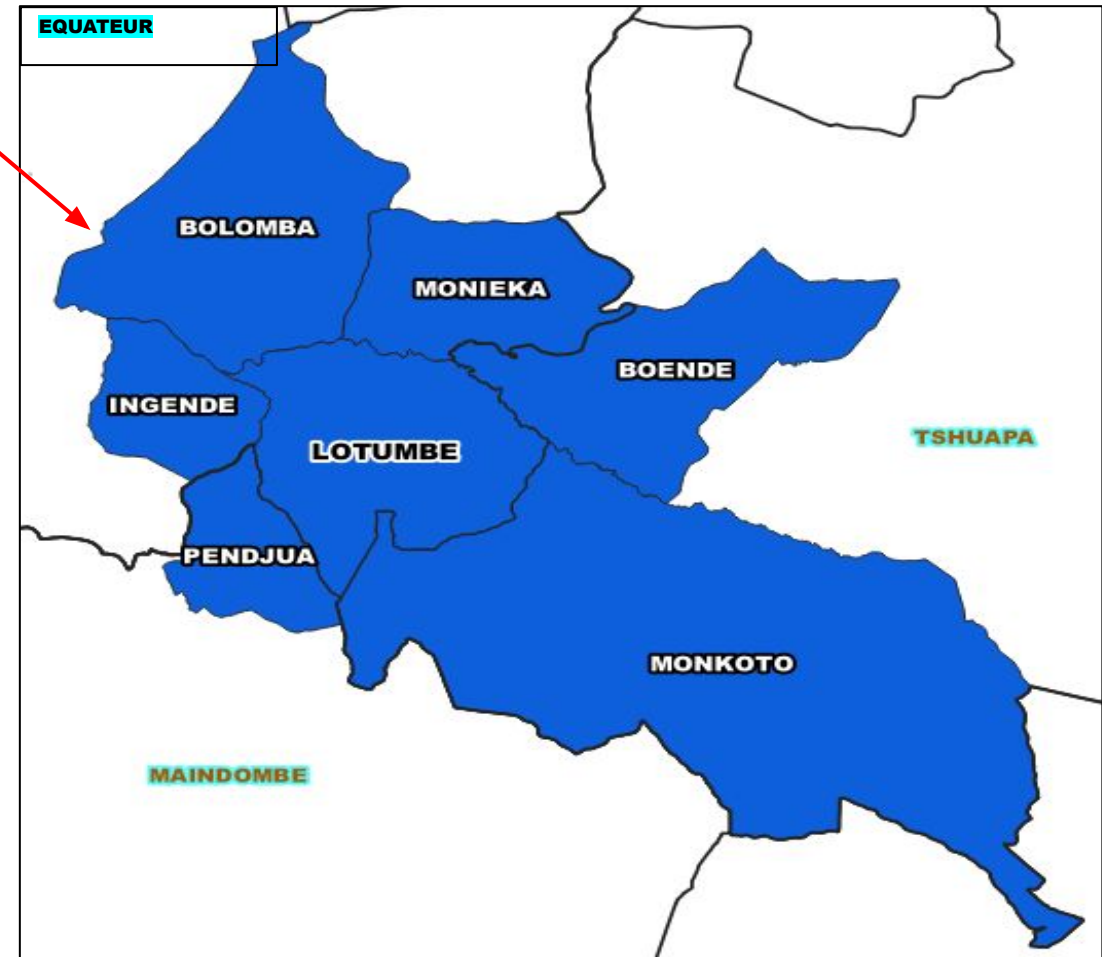 EQUATEUR
BOLOMBA
MONIEKA
BOENDE
INGENDE
TSHUAPA
LOTUMBE
PENDJUA
MONKOTO
MAINDOMBE